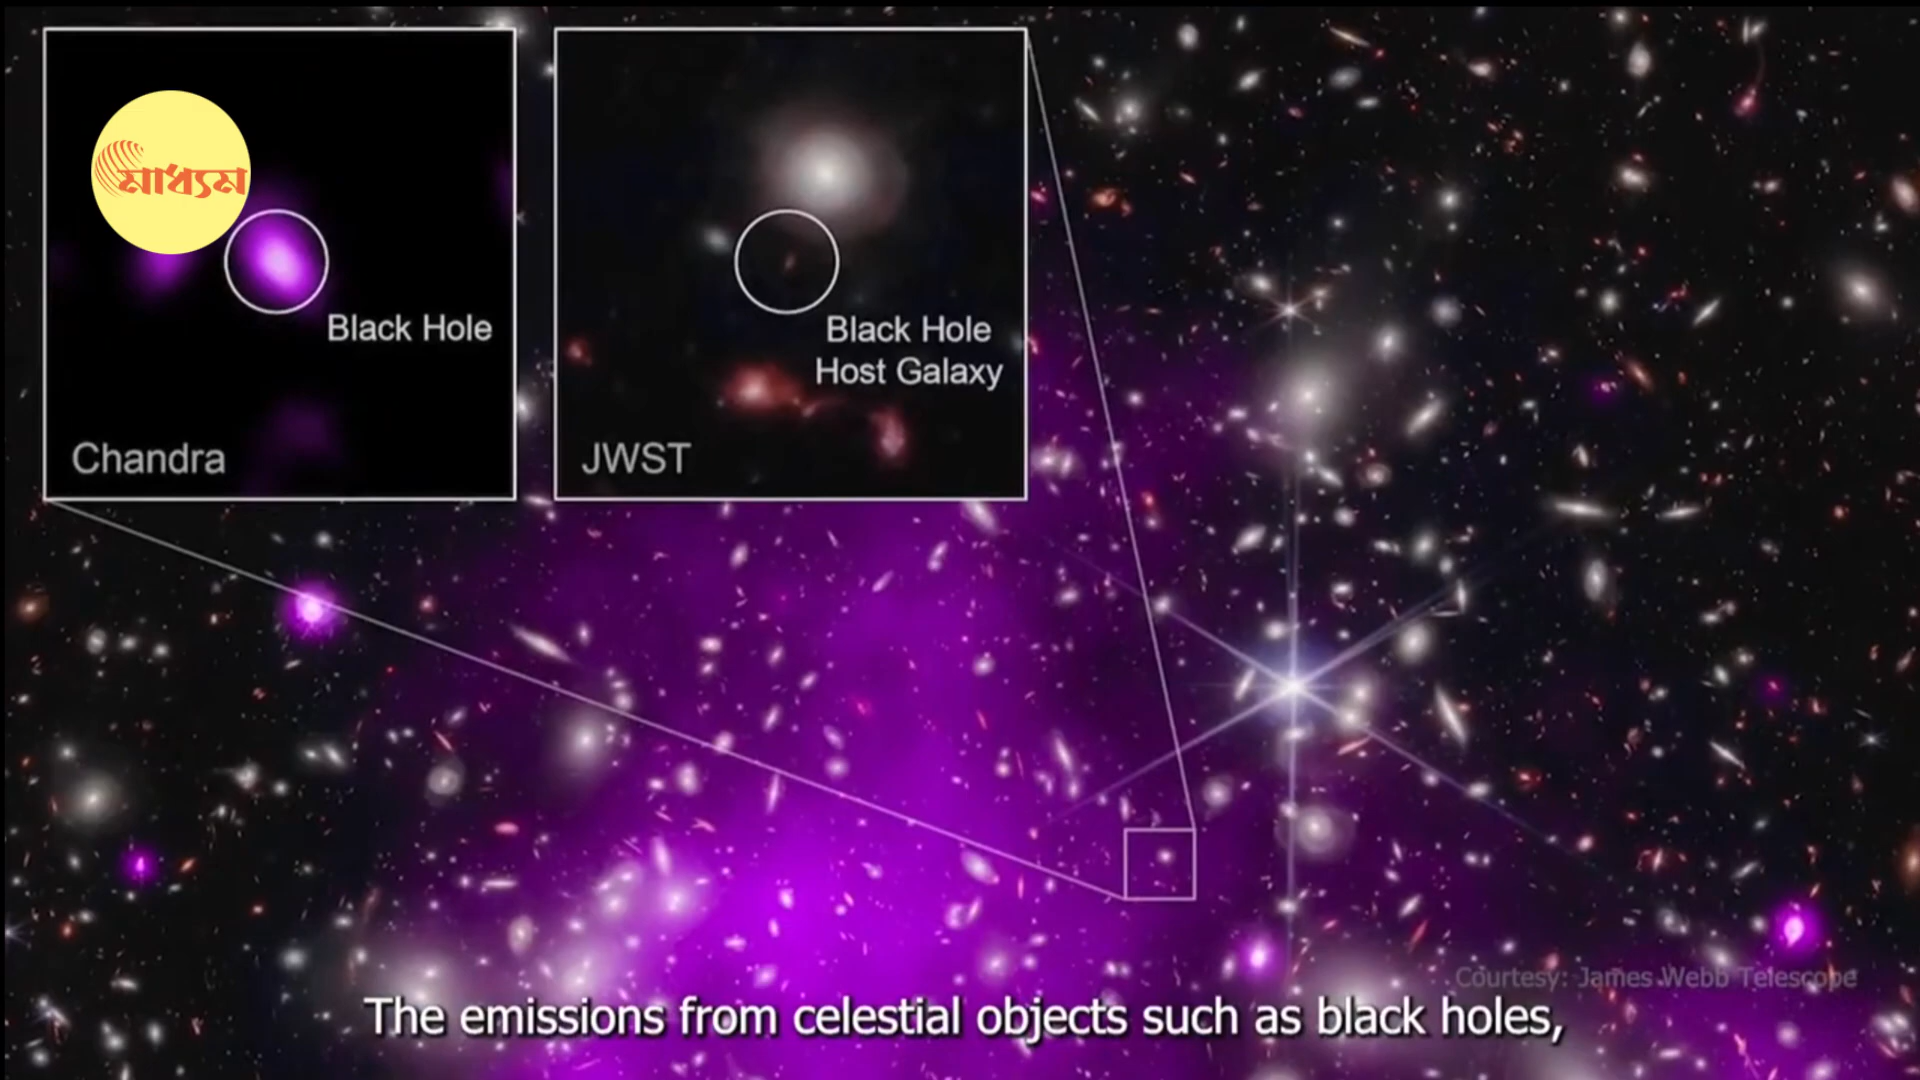 মাধ্যম
Black Hole
Chandra
Black Hole
Host Galaxy
JWST
Courtesy: James Webb Telescope
The emissions from celestial objects such as black holes,